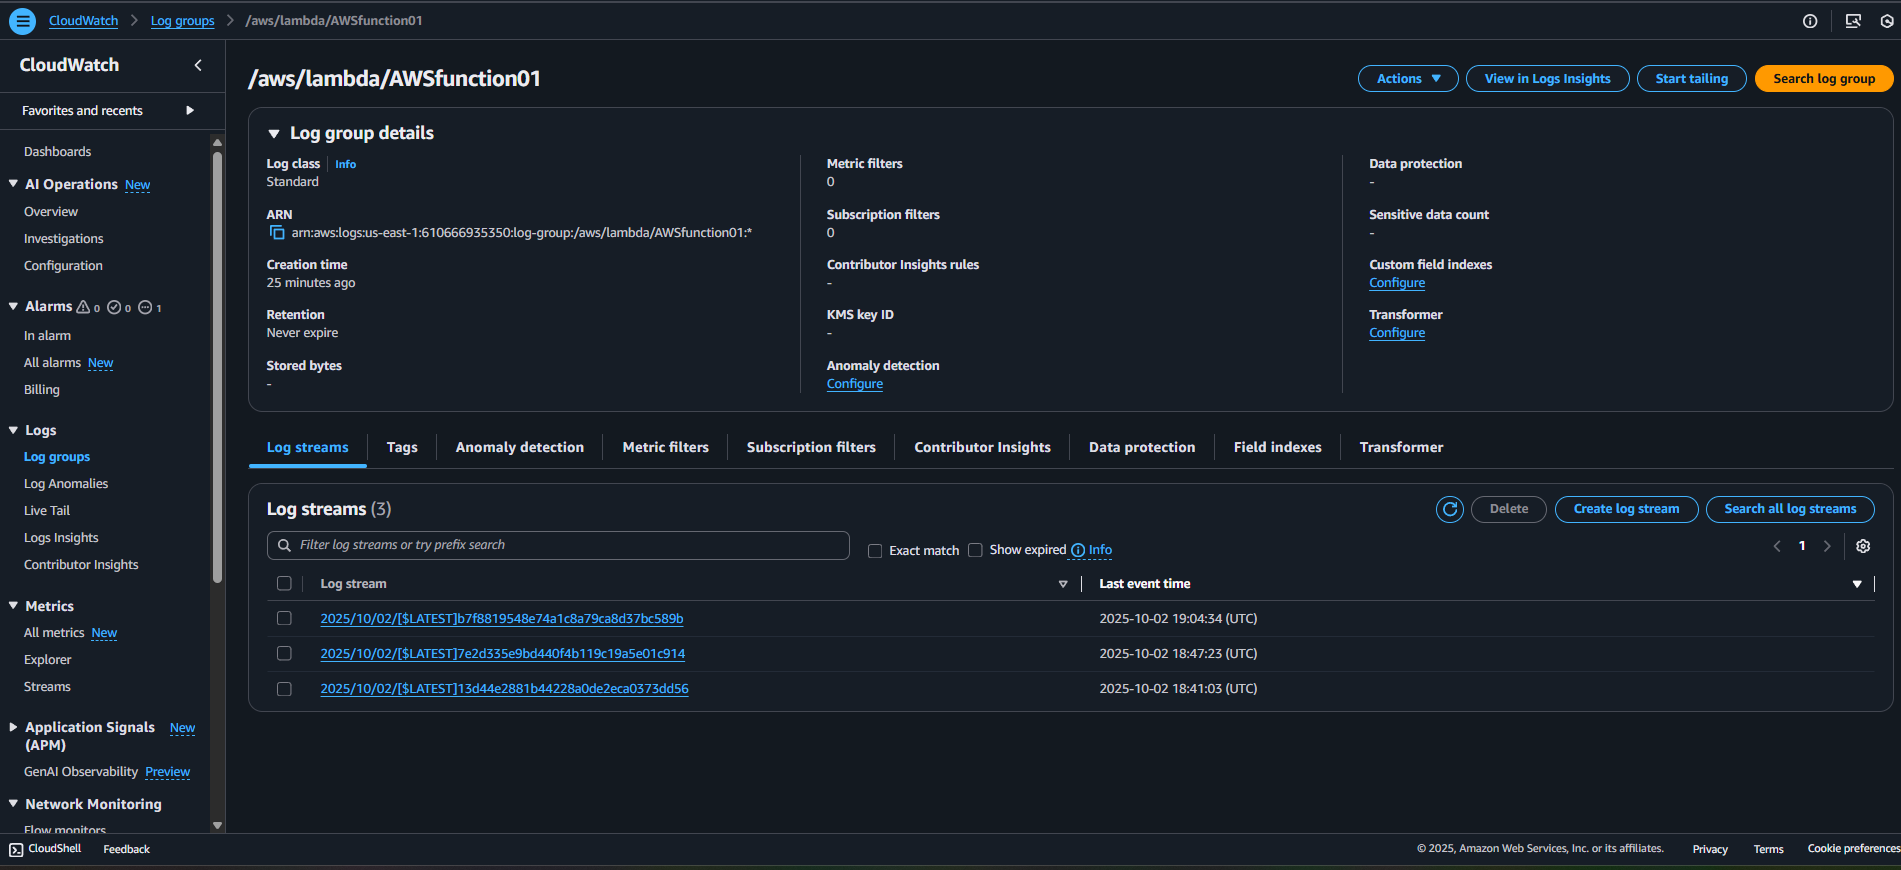 CloudWatch > Log groups > /aws/lambda/AWSfunction01
CloudWatch
Favorites and recents
Dashboards
AI Operations New
Overview
Investigations
Configuration
Alarms 0 0 1
In alarm
All alarms New
Billing
Logs
Log groups
Log Anomalies
Live Tail
Logs Insights
Contributor Insights
Metrics
All metrics New
Explorer
Streams
Application Signals New
(APM)
GenAI Observability Preview
Network Monitoring
Flow monitors
/aws/lambda/AWSfunction01
Actions View in Logs Insights Start tailing Search log group
Log group details
Log class Info
Standard
ARN
arn:aws:logs:us-east-1:610666935350:log-group:/aws/lambda/AWSfunction01:*
Creation time
25 minutes ago
Retention
Never expire
Stored bytes
-
Metric filters
0
Subscription filters
0
Contributor Insights rules
-
KMS key ID
-
Anomaly detection
Configure
Data protection
-
Sensitive data count
-
Custom field indexes
Configure
Transformer
Configure
Log streams Tags Anomaly detection Metric filters Subscription filters Contributor Insights Data protection Field indexes Transformer
Log streams (3)
Delete Create log stream Search all log streams
Filter log streams or try prefix search Exact match Show expired Info 1
Log stream Last event time
2025/10/02/[$LATEST]b7f8819548e74a1c8a79ca8d37bc589b 2025-10-02 19:04:34 (UTC)
2025/10/02/[$LATEST]7e2d335e9bd440f4b119c19a5e01c914 2025-10-02 18:47:23 (UTC)
2025/10/02/[$LATEST]13d44e2881b44228a0de2eca0373dd56 2025-10-02 18:41:03 (UTC)
CloudShell Feedback © 2025, Amazon Web Services, Inc. or its affiliates. Privacy Terms Cookie preferences